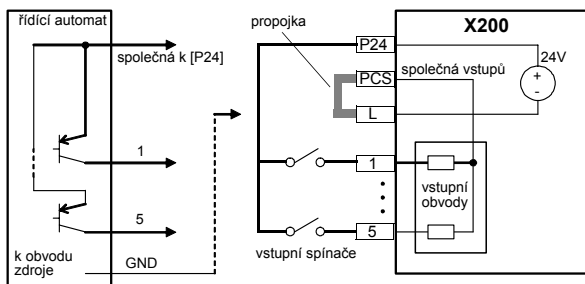 řídící automat
společná k [P24]
1
5
k obvodu
zdroje
GND
propojka
P24
PCS
L
1
5
vstupní spínače
X200
společná vstupů
24V
+
-
vstupní
obvody